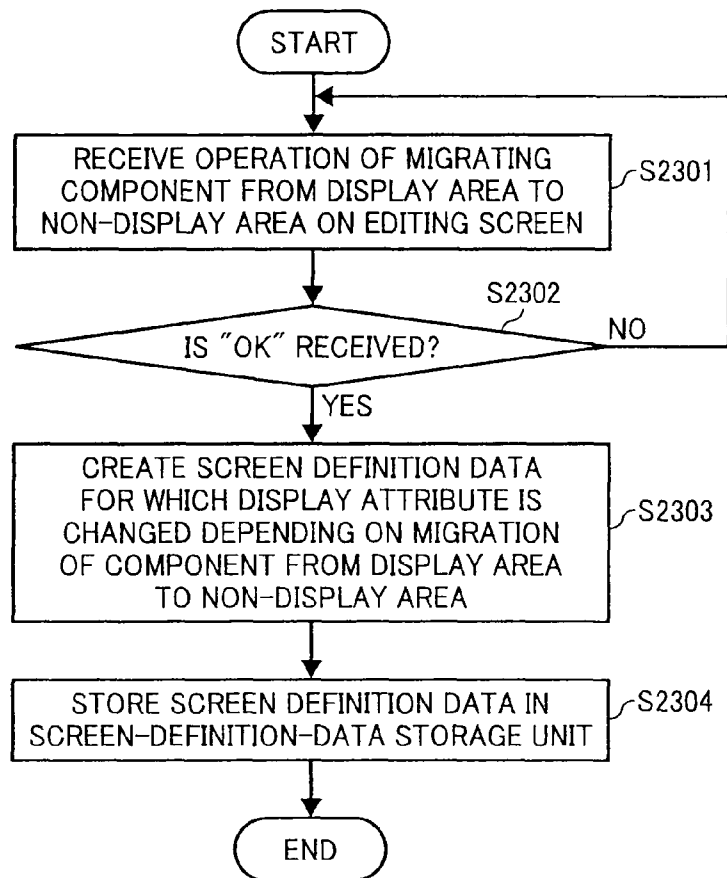 START
RECEIVE OPERATION OF MIGRATING
COMPONENT FROM DISPLAY AREA TO
NON-DISPLAY AREA ON EDITING SCREEN
S2301
S2302
IS "OK" RECEIVED?
NO
YES
CREATE SCREEN DEFINITION DATA
FOR WHICH DISPLAY ATTRIBUTE IS
CHANGED DEPENDING ON MIGRATION
OF COMPONENT FROM DISPLAY AREA
TO NON-DISPLAY AREA
S2303
STORE SCREEN DEFINITION DATA IN
SCREEN-DEFINITION-DATA STORAGE UNIT
S2304
END